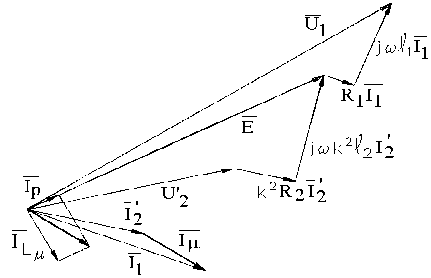 U̅₁
jωℓ₁I̅₁
R₁I̅₁
E̅
jωk²ℓ₂I̅₂'
I̅p
U'₂
k²R₂I̅₂'
I̅₂'
I̅Lμ
I̅μ
I̅₁